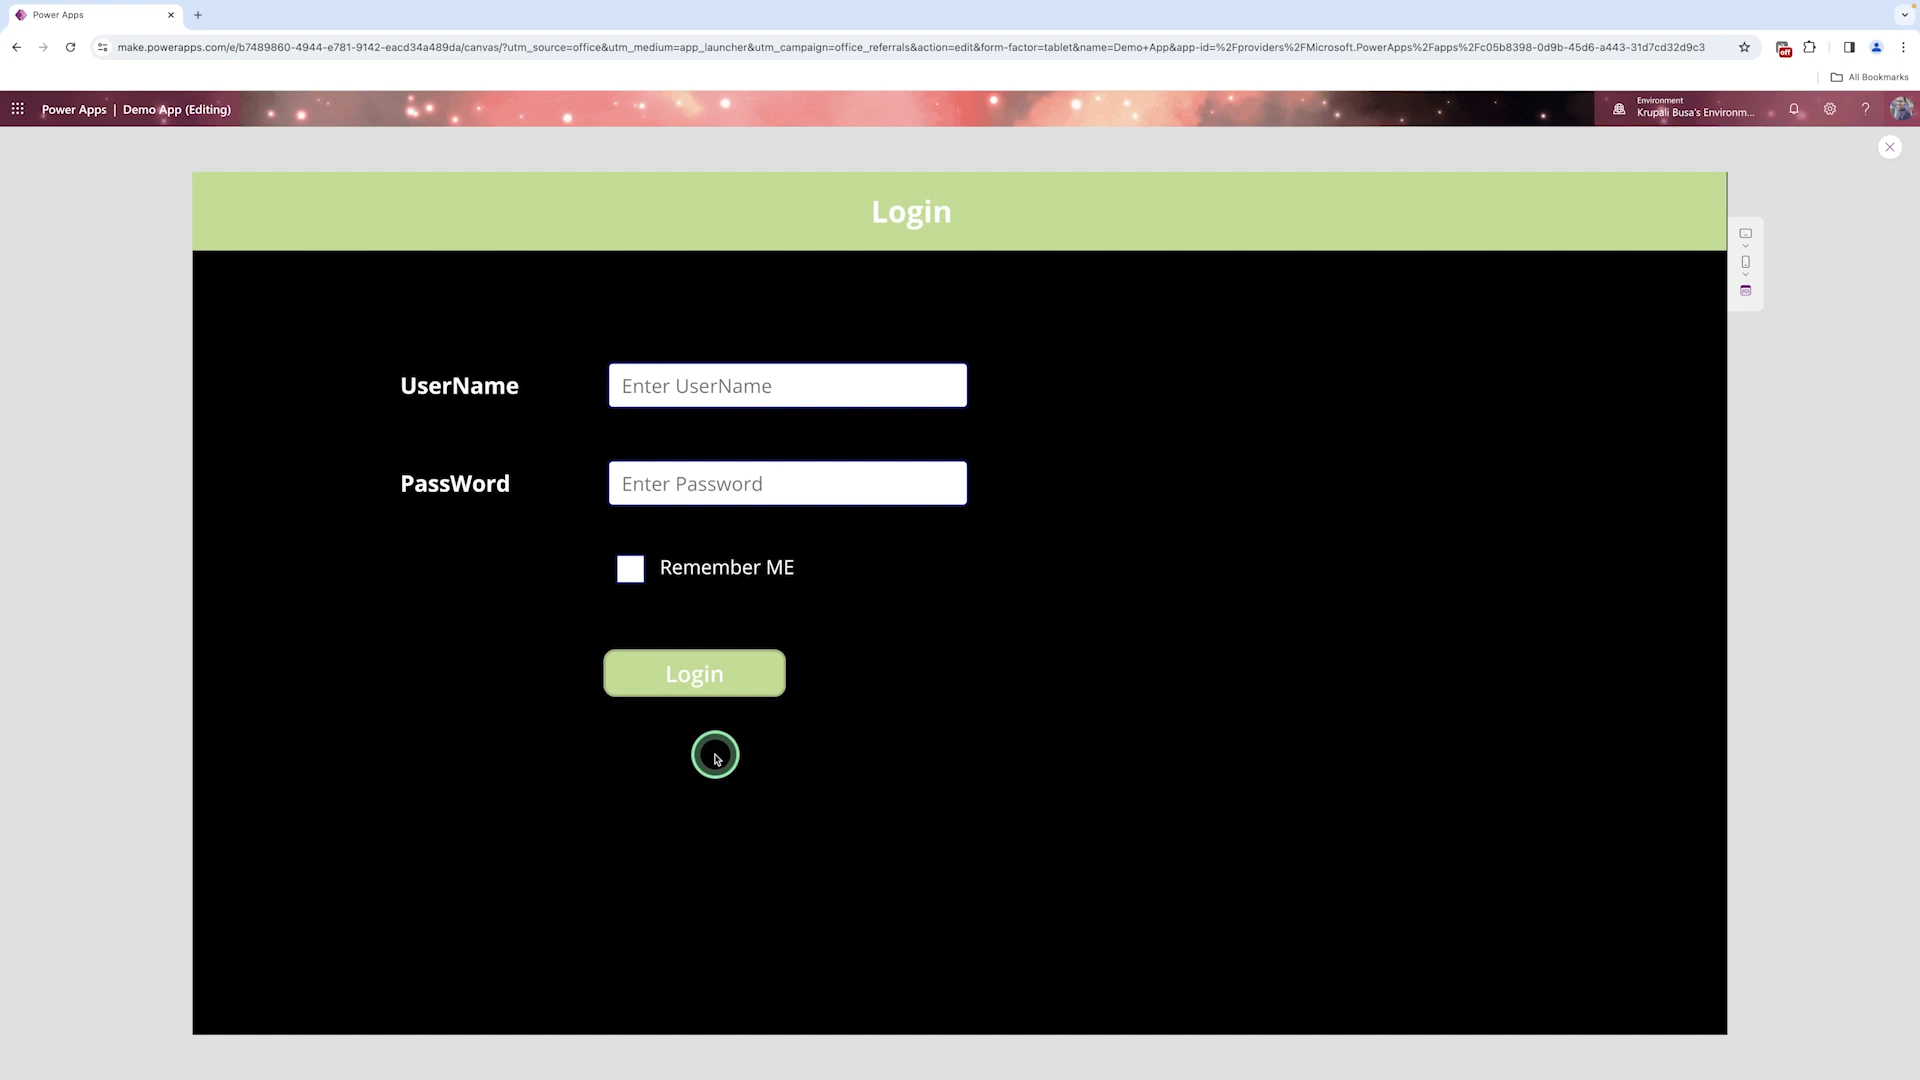 Power Apps
make.powerapps.com/e/b7489860-4944-e781-9142-eacd34a489da/canvas/?utm_source=office&utm_medium=app_launcher&utm_campaign=office_referrals&action=edit&form-factor=tablet&name=Demo+App&app-id=%2Fproviders%2FMicrosoft.PowerApps%2Fapps%2Fc05b8398-0d9b-45d6-a443-31d7cd32d9c3
off
All Bookmarks
Power Apps | Demo App (Editing)
Environment
Krupali Busa's Environm...
Login
UserName
Enter UserName
PassWord
Enter Password
Remember ME
Login